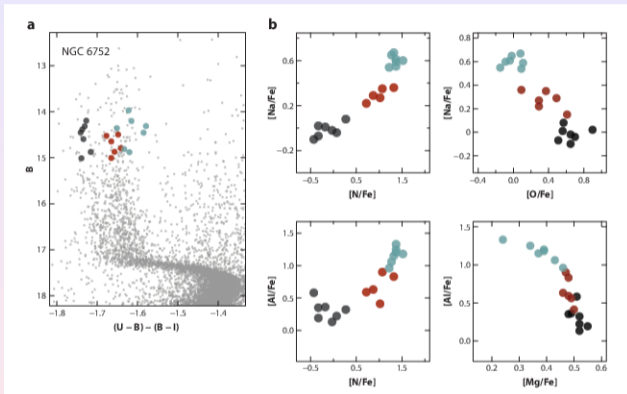 a
NGC 6752
B
13
14
15
16
17
18
−1.8 −1.7 −1.6 −1.5 −1.4
(U − B) − (B − I)
b
[Na/Fe]
0.6
0.2
−0.2
−0.5 0.5 1.5
[N/Fe]
[Na/Fe]
0.8
0.6
0.4
0.2
0
−0.2
−0.4 0.0 0.4 0.8
[O/Fe]
[Al/Fe]
1.5
1.0
0.5
0.0
−0.5 0.5 1.5
[N/Fe]
[Al/Fe]
1.5
1.0
0.5
0.0
0.2 0.3 0.4 0.5 0.6
[Mg/Fe]